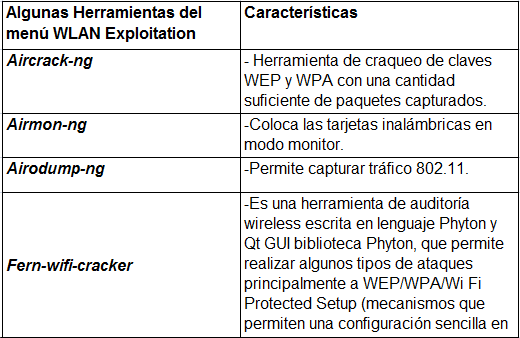 Algunas Herramientas del
menú WLAN Exploitation
Características
Aircrack-ng
- Herramienta de craqueo de claves
WEP y WPA con una cantidad
suficiente de paquetes capturados.
Airmon-ng
-Coloca las tarjetas inalámbricas en
modo monitor.
Airodump-ng
-Permite capturar tráfico 802.11.
Fern-wifi-cracker
-Es una herramienta de auditoría
wireless escrita en lenguaje Phyton y
Qt GUI biblioteca Phyton, que permite
realizar algunos tipos de ataques
principalmente a WEP/WPA/Wi Fi
Protected Setup (mecanismos que
permiten una configuración sencilla en